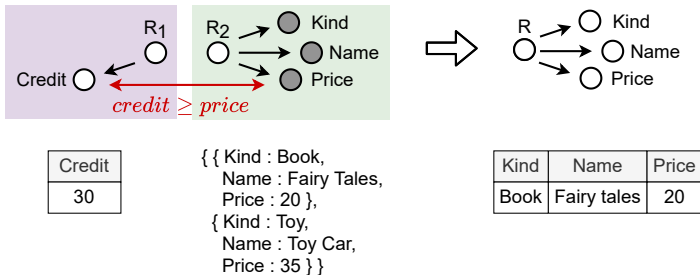 R1 R2 Kind R Kind
Credit Name Name
Price Price
credit ≥ price
Credit
30
{ { Kind : Book,
Name : Fairy Tales,
Price : 20 },
{ Kind : Toy,
Name : Toy Car,
Price : 35 } }
Kind Name Price
Book Fairy tales 20